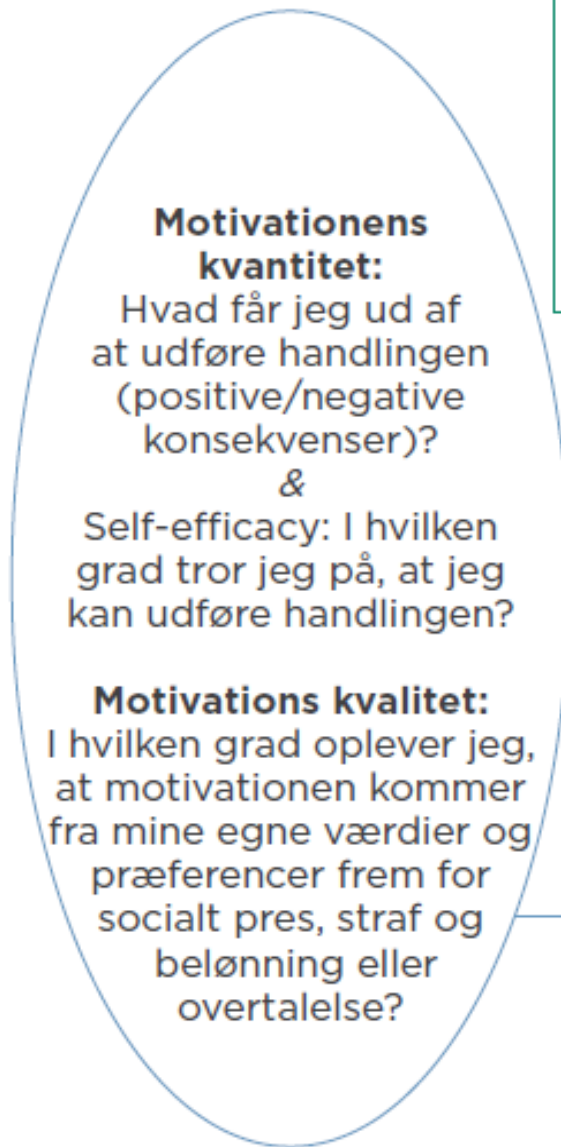 Motivationens
kvantitet:
Hvad får jeg ud af
at udføre handlingen
(positive/negative
konsekvenser)?
&
Self-efficacy: I hvilken
grad tror jeg på, at jeg
kan udføre handlingen?
Motivations kvalitet:
I hvilken grad oplever jeg,
at motivationen kommer
fra mine egne værdier og
præferencer frem for
socialt pres, straf og
belønning eller
overtalelse?